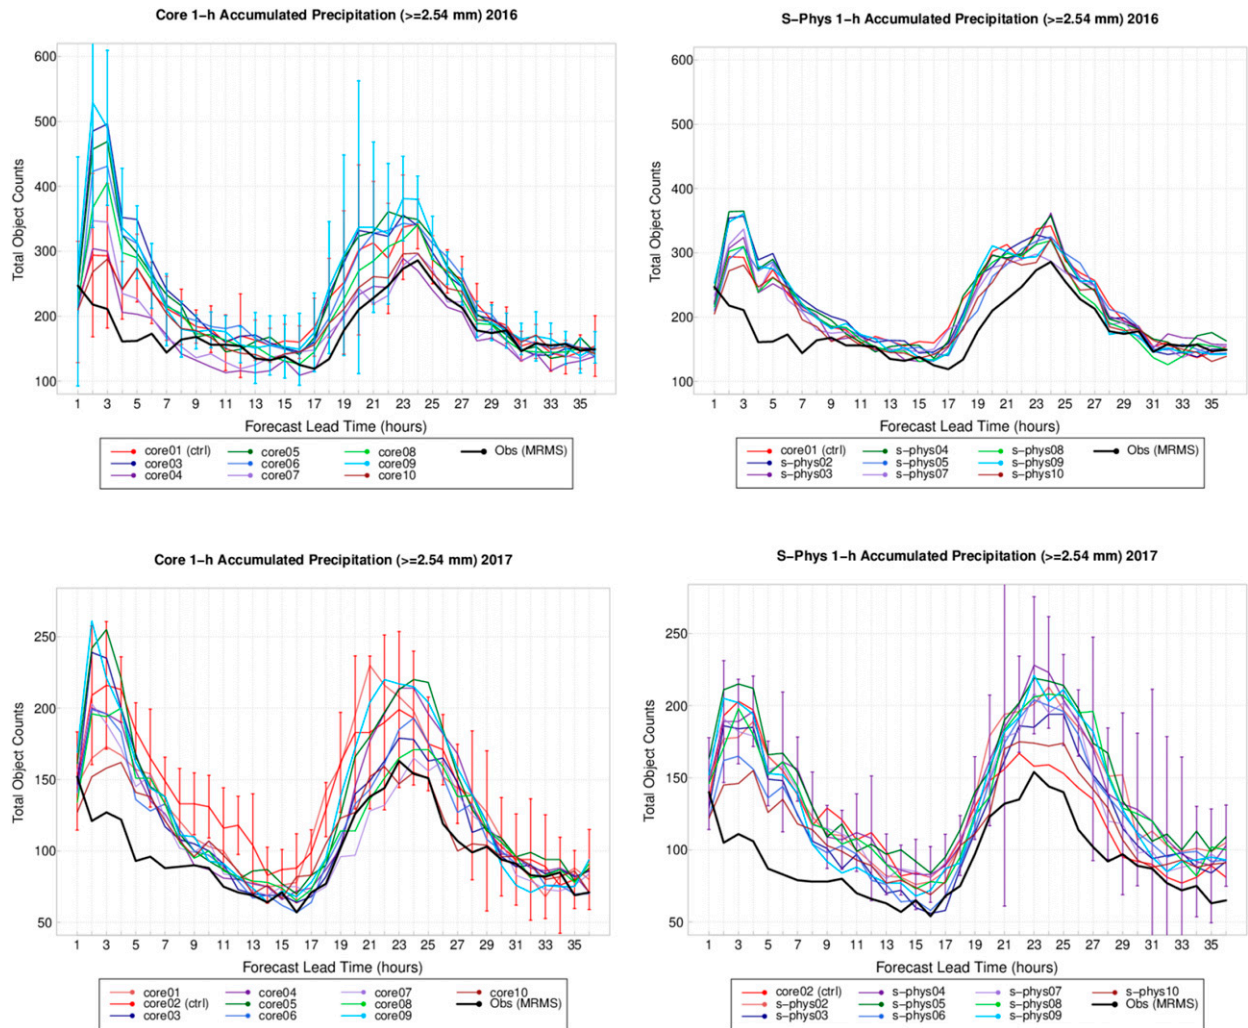 Core 1−h Accumulated Precipitation (>=2.54 mm) 2016
Total Object Counts
600
500
400
300
200
100
1 3 5 7 9 11 13 15 17 19 21 23 25 27 29 31 33 35
Forecast Lead Time (hours)
core01 (ctrl) core05 core08 Obs (MRMS)
core03 core06 core09
core04 core07 core10
S−Phys 1−h Accumulated Precipitation (>=2.54 mm) 2016
Total Object Counts
600
500
400
300
200
100
1 3 5 7 9 11 13 15 17 19 21 23 25 27 29 31 33 35
Forecast Lead Time (hours)
core01 (ctrl) s−phys04 s−phys08 Obs (MRMS)
s−phys02 s−phys05 s−phys09
s−phys03 s−phys07 s−phys10
Core 1−h Accumulated Precipitation (>=2.54 mm) 2017
Total Object Counts
250
200
150
100
50
1 3 5 7 9 11 13 15 17 19 21 23 25 27 29 31 33 35
Forecast Lead Time (hours)
core01 core04 core07 core10
core02 (ctrl) core05 core08 Obs (MRMS)
core03 core06 core09
S−Phys 1−h Accumulated Precipitation (>=2.54 mm) 2017
Total Object Counts
250
200
150
100
50
1 3 5 7 9 11 13 15 17 19 21 23 25 27 29 31 33 35
Forecast Lead Time (hours)
core02 (ctrl) s−phys04 s−phys07 s−phys10
s−phys02 s−phys05 s−phys08 Obs (MRMS)
s−phys03 s−phys06 s−phys09